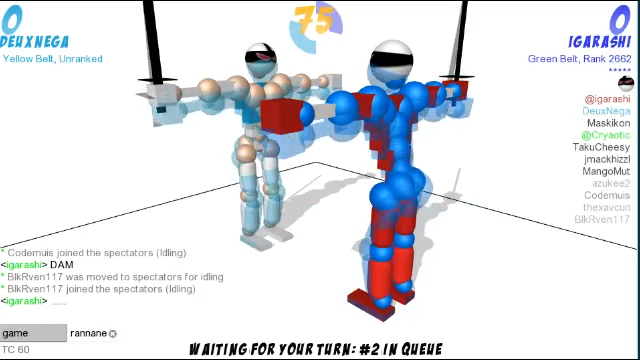 0
DEUXNEGA
Yellow Belt, Unranked
75
0
IGARASHI
Green Belt, Rank 2662
*****
@igarashi
DeuxNega
Maskikon
@Cryaotic
TakuCheesy
jmackhizzl
MangoMut
azukee2
Codemuis
thexavcun
BlkRven117
* Codemuis joined the spectators (Idling)
<igarashi> DAM
* BlkRven117 was moved to spectators for idling
* BlkRven117 joined the spectators (Idling)
<igarashi> ......
game
rannane
TC 60
WAITING FOR YOUR TURN: #2 IN QUEUE